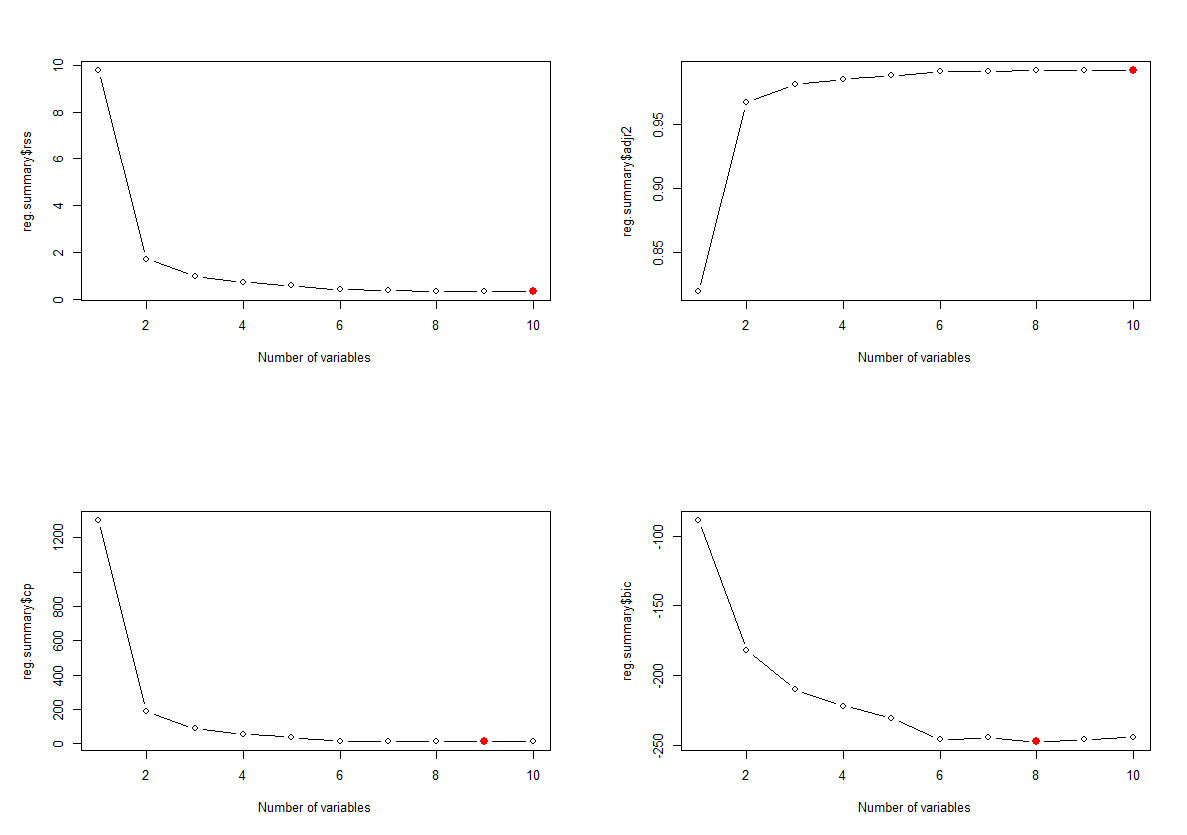 reg.summary$rss
10
8
6
4
2
0
2 4 6 8 10
Number of variables
reg.summary$adjr2
0.95
0.90
0.85
2 4 6 8 10
Number of variables
reg.summary$cp
1200
800
600
400
200
0
2 4 6 8 10
Number of variables
reg.summary$bic
-100
-150
-200
-250
2 4 6 8 10
Number of variables